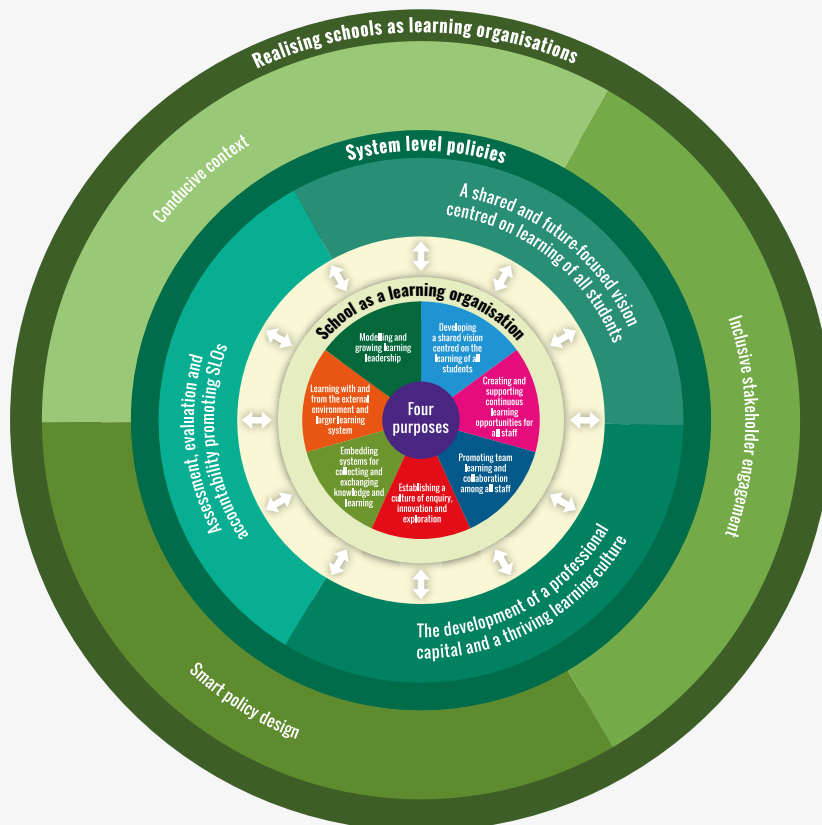 Realising schools as learning organisations
Conducive context
Inclusive stakeholder engagement
Smart policy design
System level policies
A shared and future-focused vision
centred on learning of all students
The development of a professional
capital and a thriving learning culture
Assessment, evaluation and
accountability promoting SLOs
School as a learning organisation
Developing
a shared vision
centred on the
learning of all
students
Creating and
supporting
continuous
learning
opportunities for
all staff
Promoting team
learning and
collaboration
among all staff
Establishing a
culture of enquiry,
innovation and
exploration
Embedding
systems for
collecting and
exchanging
knowledge and
learning
Learning with and
from the external
environment and
larger learning
system
Modelling and
growing learning
leadership
Four
purposes